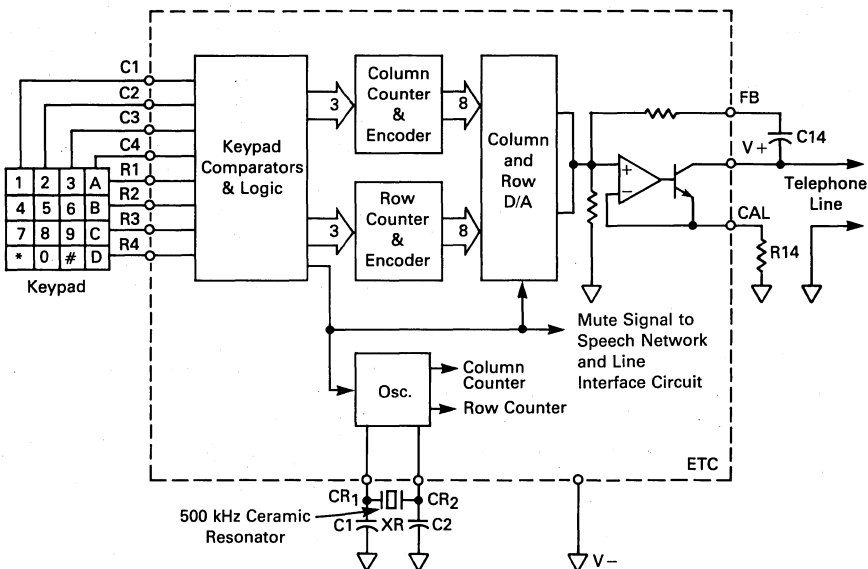 C1
C2
C3
C4
R1
R2
R3
R4
1 2 3 A
4 5 6 B
7 8 9 C
* 0 # D
Keypad
Keypad
Comparators
& Logic
3
3
Column
Counter
&
Encoder
Row
Counter
&
Encoder
8
8
Column
and
Row
D/A
+
−
FB
C14
V+
Telephone
Line
CAL
R14
Mute Signal to
Speech Network
and Line
Interface Circuit
Osc.
Column
Counter
Row Counter
ETC
CR1
CR2
500 kHz Ceramic
Resonator
C1
XR
C2
V−